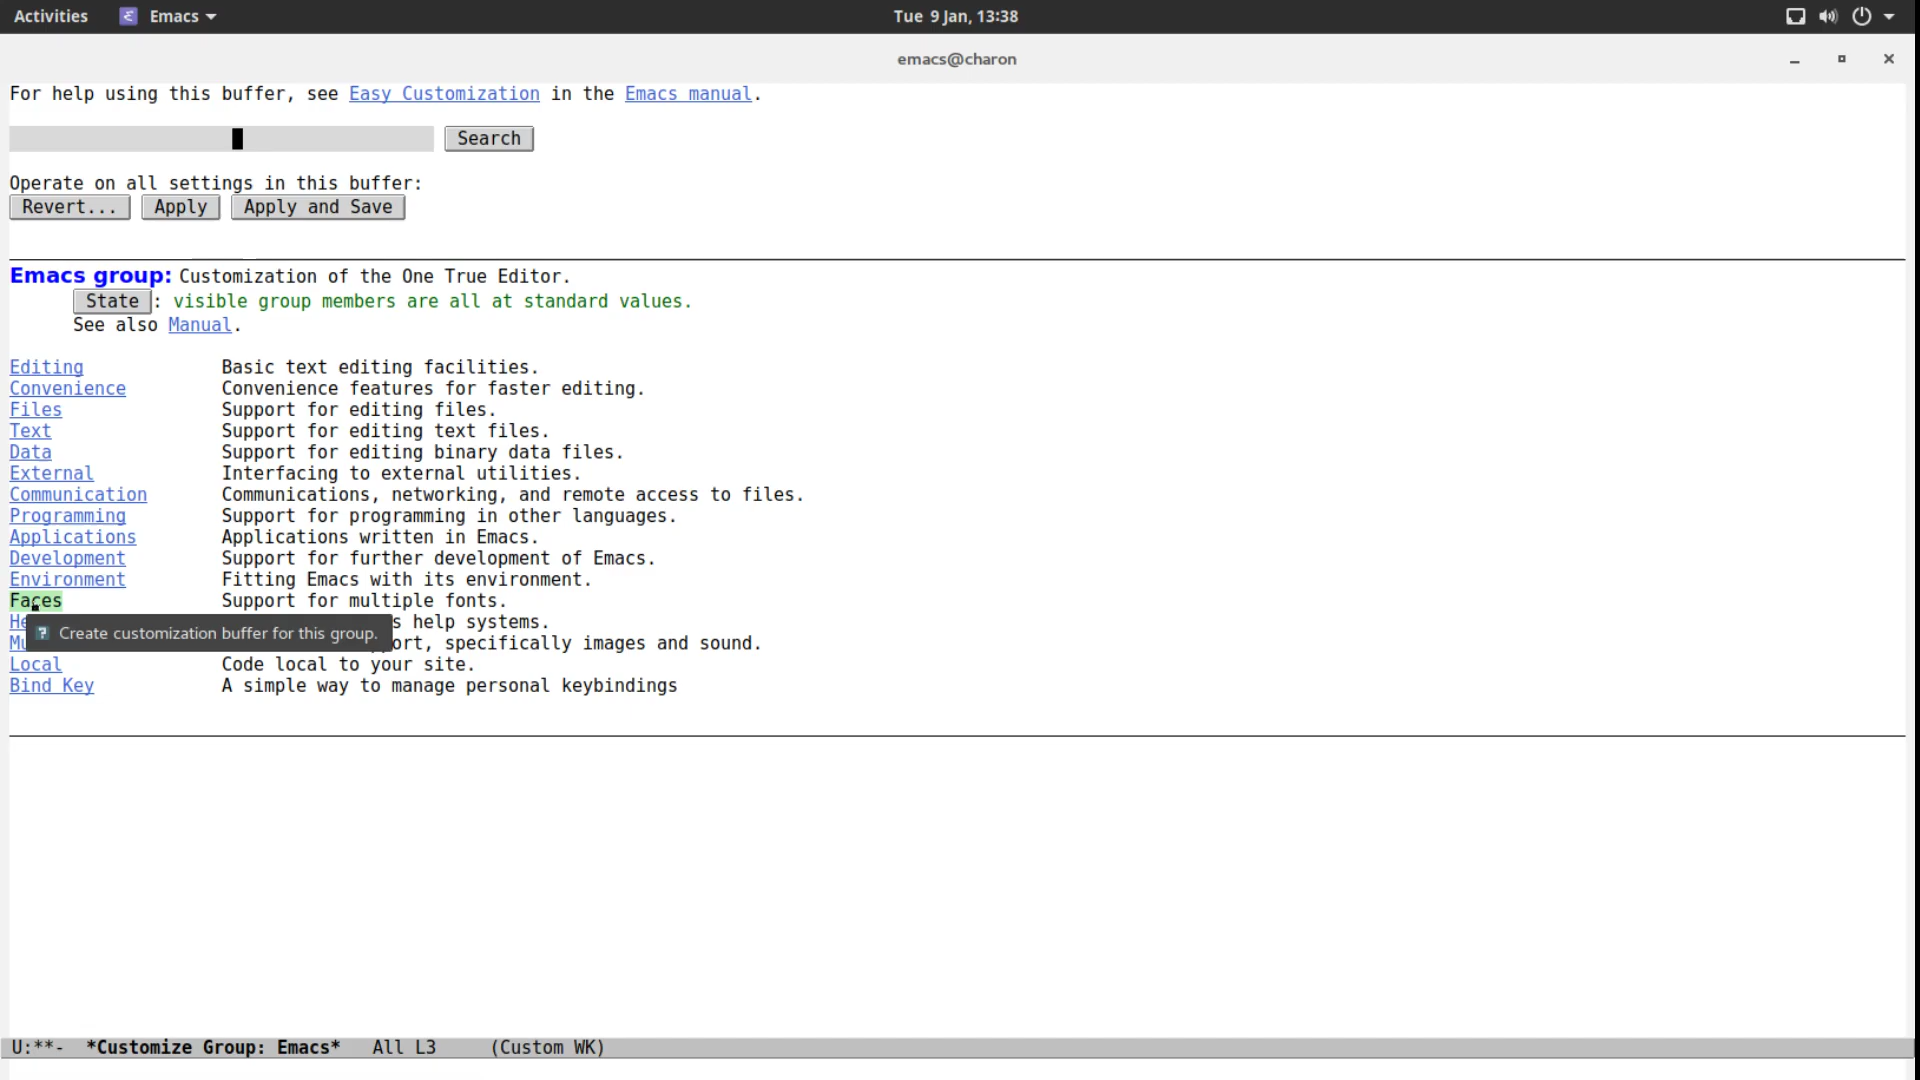 Activities Emacs Tue 9 Jan, 13:38
emacs@charon
For help using this buffer, see Easy Customization in the Emacs manual.
Search
Operate on all settings in this buffer:
Revert... Apply Apply and Save
Emacs group: Customization of the One True Editor.
State : visible group members are all at standard values.
See also Manual.
Editing Basic text editing facilities.
Convenience Convenience features for faster editing.
Files Support for editing files.
Text Support for editing text files.
Data Support for editing binary data files.
External Interfacing to external utilities.
Communication Communications, networking, and remote access to files.
Programming Support for programming in other languages.
Applications Applications written in Emacs.
Development Support for further development of Emacs.
Environment Fitting Emacs with its environment.
Faces Support for multiple fonts.
He s help systems.
Create customization buffer for this group.
Mu ort, specifically images and sound.
Local Code local to your site.
Bind Key A simple way to manage personal keybindings
U:**- *Customize Group: Emacs* All L3 (Custom WK)